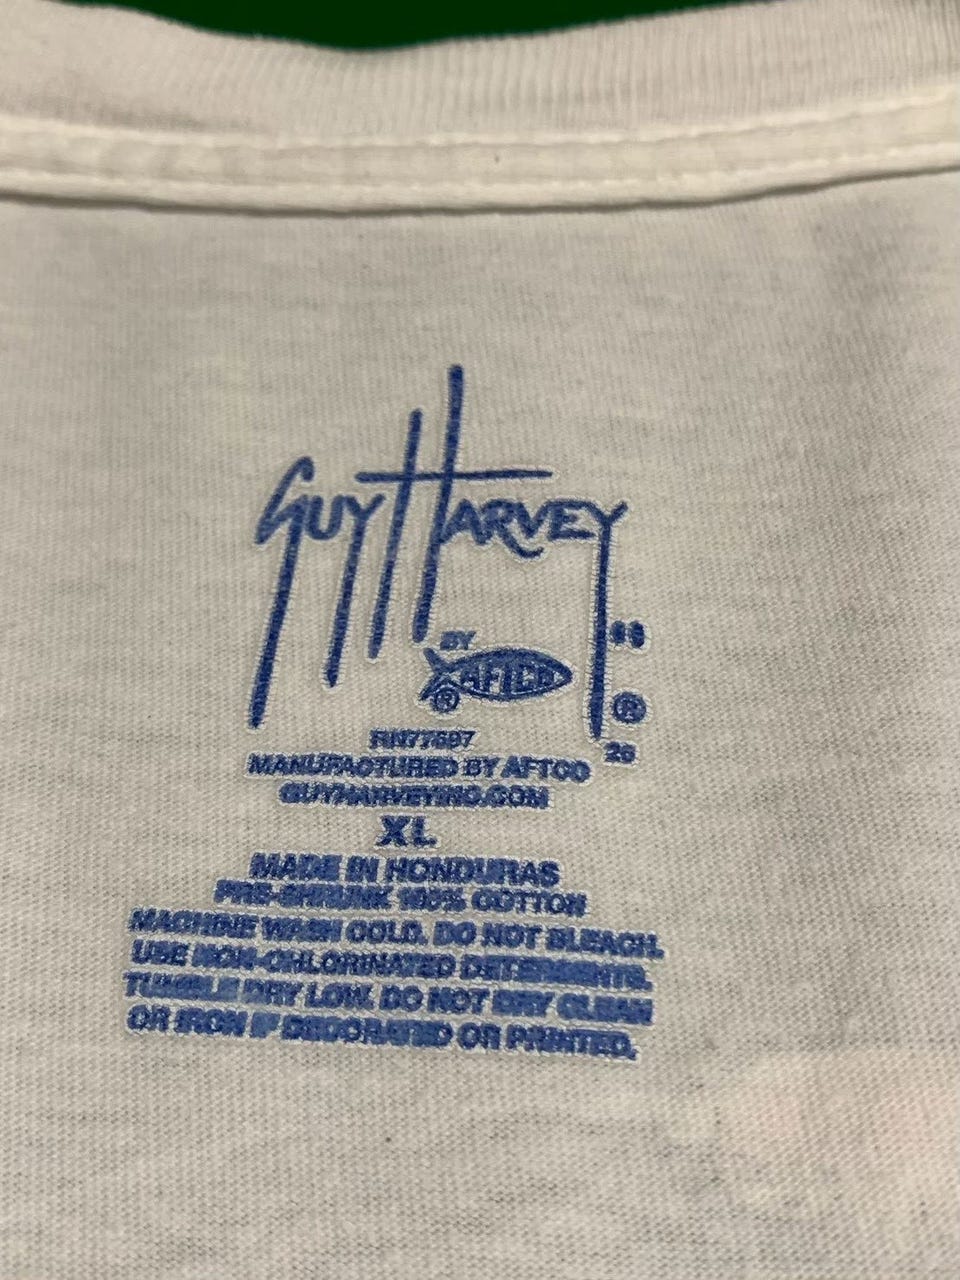 GUY HARVEY
BY
AFTCO
®
®
MANUFACTURED BY AFTCO
GUYHARVEYINC.COM
XL
MADE IN HONDURAS
PRE-SHRUNK 100% COTTON
MACHINE WASH COLD. DO NOT BLEACH.
USE NON-CHLORINATED DETERGENTS.
TUMBLE DRY LOW. DO NOT DRY CLEAN
OR IRON IF DECORATED OR PRINTED.